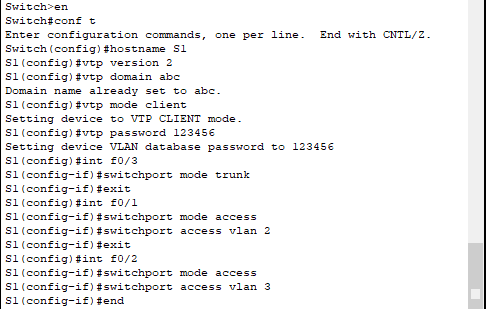 Switch>en
Switch#conf t
Enter configuration commands, one per line.  End with CNTL/Z.
Switch(config)#hostname S1
S1(config)#vtp version 2
S1(config)#vtp domain abc
Domain name already set to abc.
S1(config)#vtp mode client
Setting device to VTP CLIENT mode.
S1(config)#vtp password 123456
Setting device VLAN database password to 123456
S1(config)#int f0/3
S1(config-if)#switchport mode trunk
S1(config-if)#exit
S1(config)#int f0/1
S1(config-if)#switchport mode access
S1(config-if)#switchport access vlan 2
S1(config-if)#exit
S1(config)#int f0/2
S1(config-if)#switchport mode access
S1(config-if)#switchport access vlan 3
S1(config-if)#end